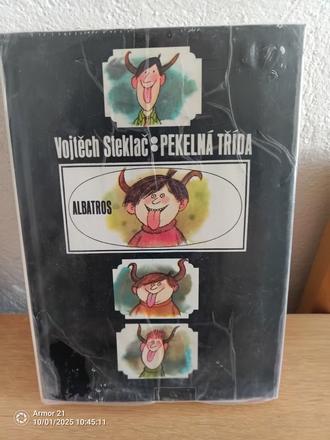 Vojtěch Steklač: PEKELNÁ TŘÍDA
ALBATROS
Armor 21
10/01/2025 10:45:11